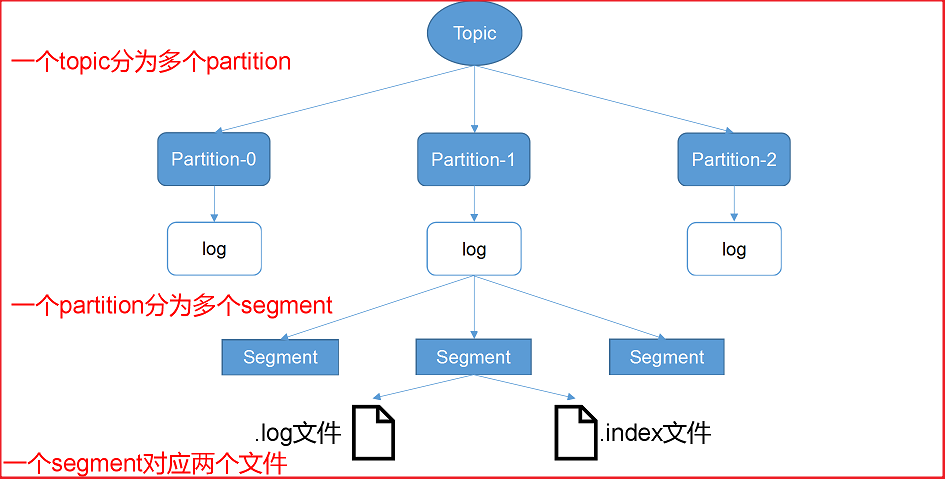 Topic
一个topic分为多个partition
Partition-0
Partition-1
Partition-2
log
log
log
一个partition分为多个segment
Segment
Segment
Segment
.log文件
.index文件
一个segment对应两个文件